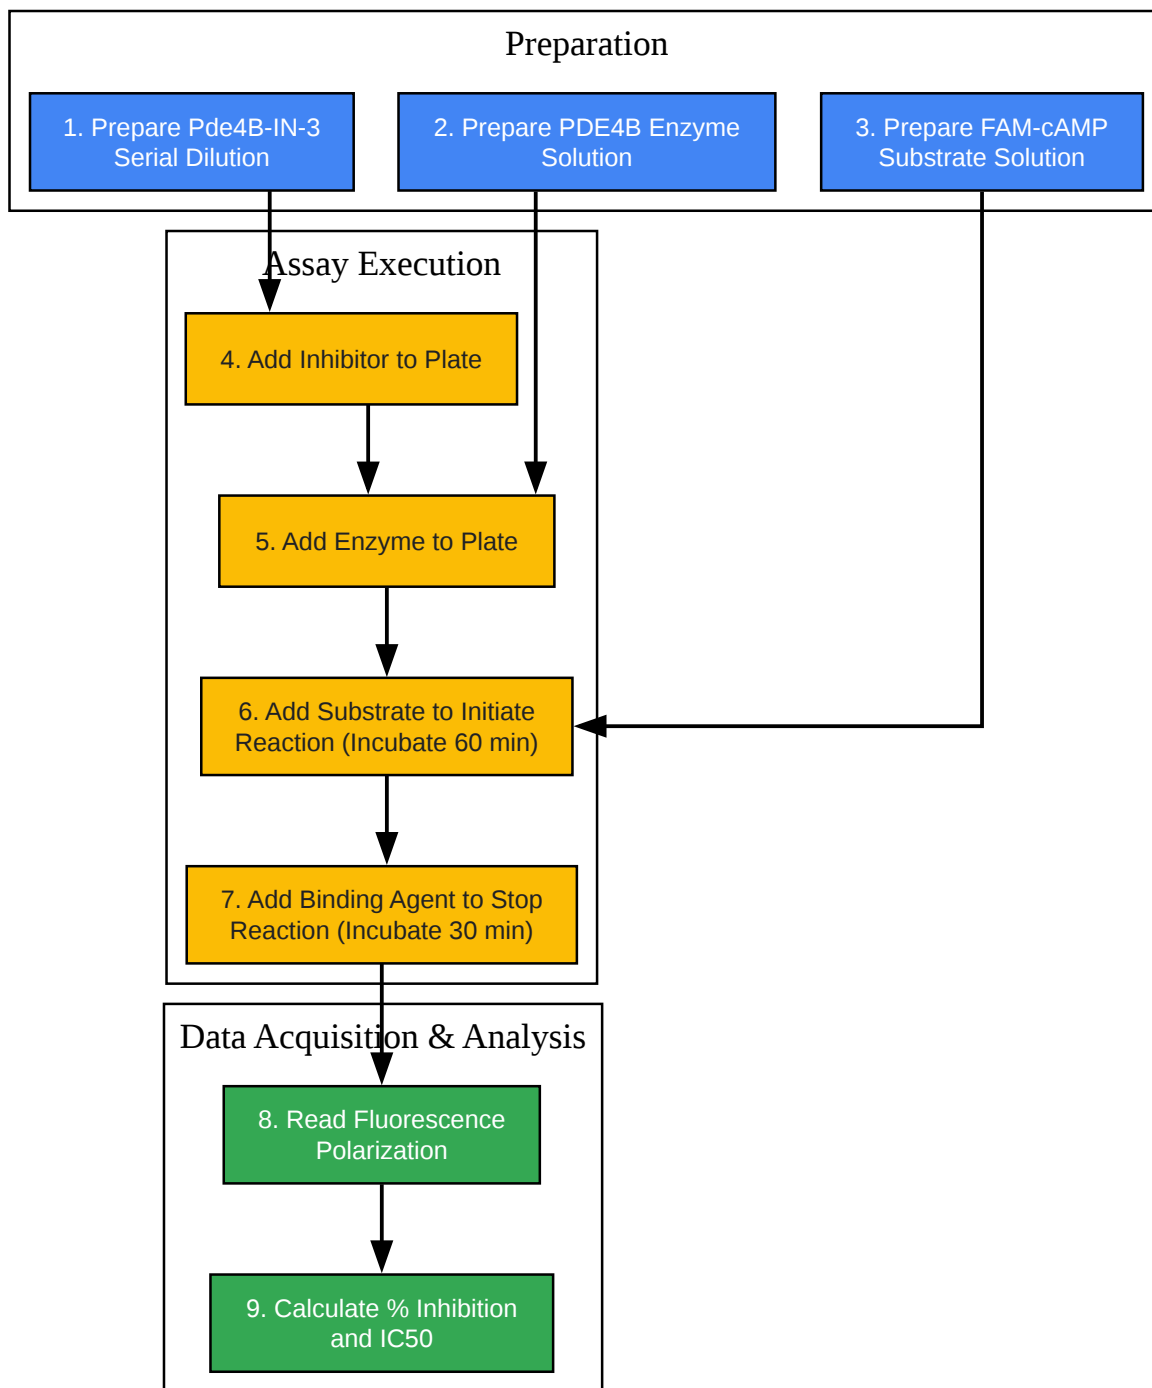 Preparation
1. Prepare Pde4B-IN-3
Serial Dilution
2. Prepare PDE4B Enzyme
Solution
3. Prepare FAM-cAMP
Substrate Solution
Assay Execution
4. Add Inhibitor to Plate
5. Add Enzyme to Plate
6. Add Substrate to Initiate
Reaction (Incubate 60 min)
7. Add Binding Agent to Stop
Reaction (Incubate 30 min)
Data Acquisition & Analysis
8. Read Fluorescence
Polarization
9. Calculate % Inhibition
and IC50